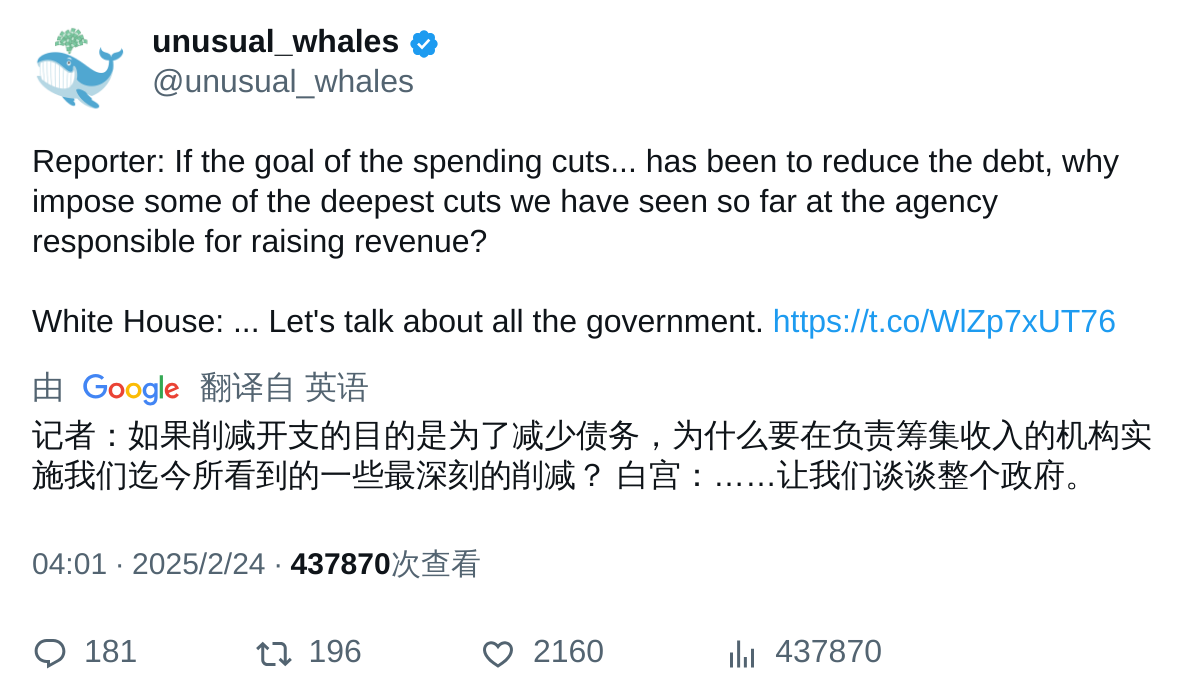 unusual_whales
@unusual_whales
Reporter: If the goal of the spending cuts... has been to reduce the debt, why
impose some of the deepest cuts we have seen so far at the agency
responsible for raising revenue?
White House: ... Let's talk about all the government. https://t.co/WlZp7xUT76
由 Google 翻译自 英语
记者：如果削减开支的目的是为了减少债务，为什么要在负责筹集收入的机构实
施我们迄今所看到的一些最深刻的削减？ 白宫：……让我们谈谈整个政府。
04:01 · 2025/2/24 · 437870次查看
181 196 2160 437870